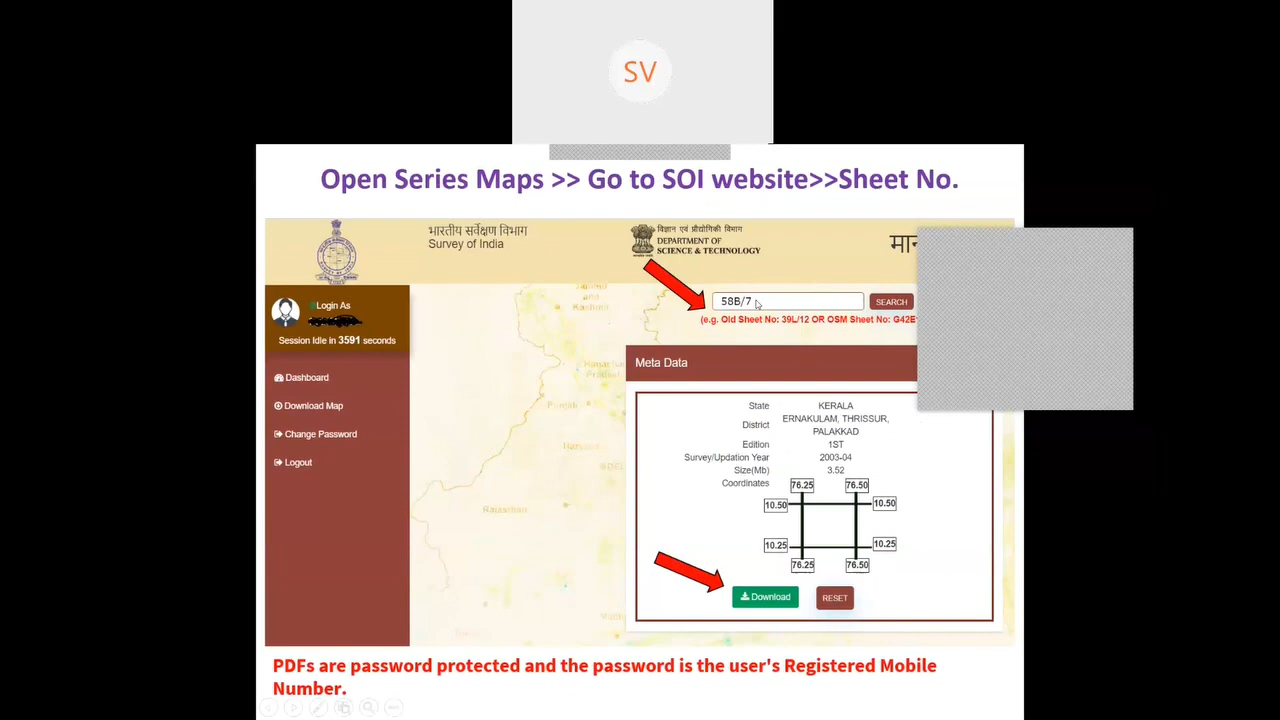 SV
Open Series Maps >> Go to SOI website>>Sheet No.
भारतीय सर्वेक्षण विभाग
Survey of India
विज्ञान एवं प्रौद्योगिकी विभाग
DEPARTMENT OF
SCIENCE & TECHNOLOGY
मान
Login As
Session Idle in 3591 seconds
Dashboard
Download Map
Change Password
Logout
58B/7
SEARCH
(e.g. Old Sheet No: 39L/12 OR OSM Sheet No: G42E
and
Kashmir
Punjab
Rajasthan
Meta Data
State KERALA
District ERNAKULAM, THRISSUR,
PALAKKAD
Edition 1ST
Survey/Updation Year 2003-04
Size(Mb) 3.52
Coordinates
76.25 76.50
10.50 10.50
10.25 10.25
76.25 76.50
Download
RESET
PDFs are password protected and the password is the user's Registered Mobile
Number.